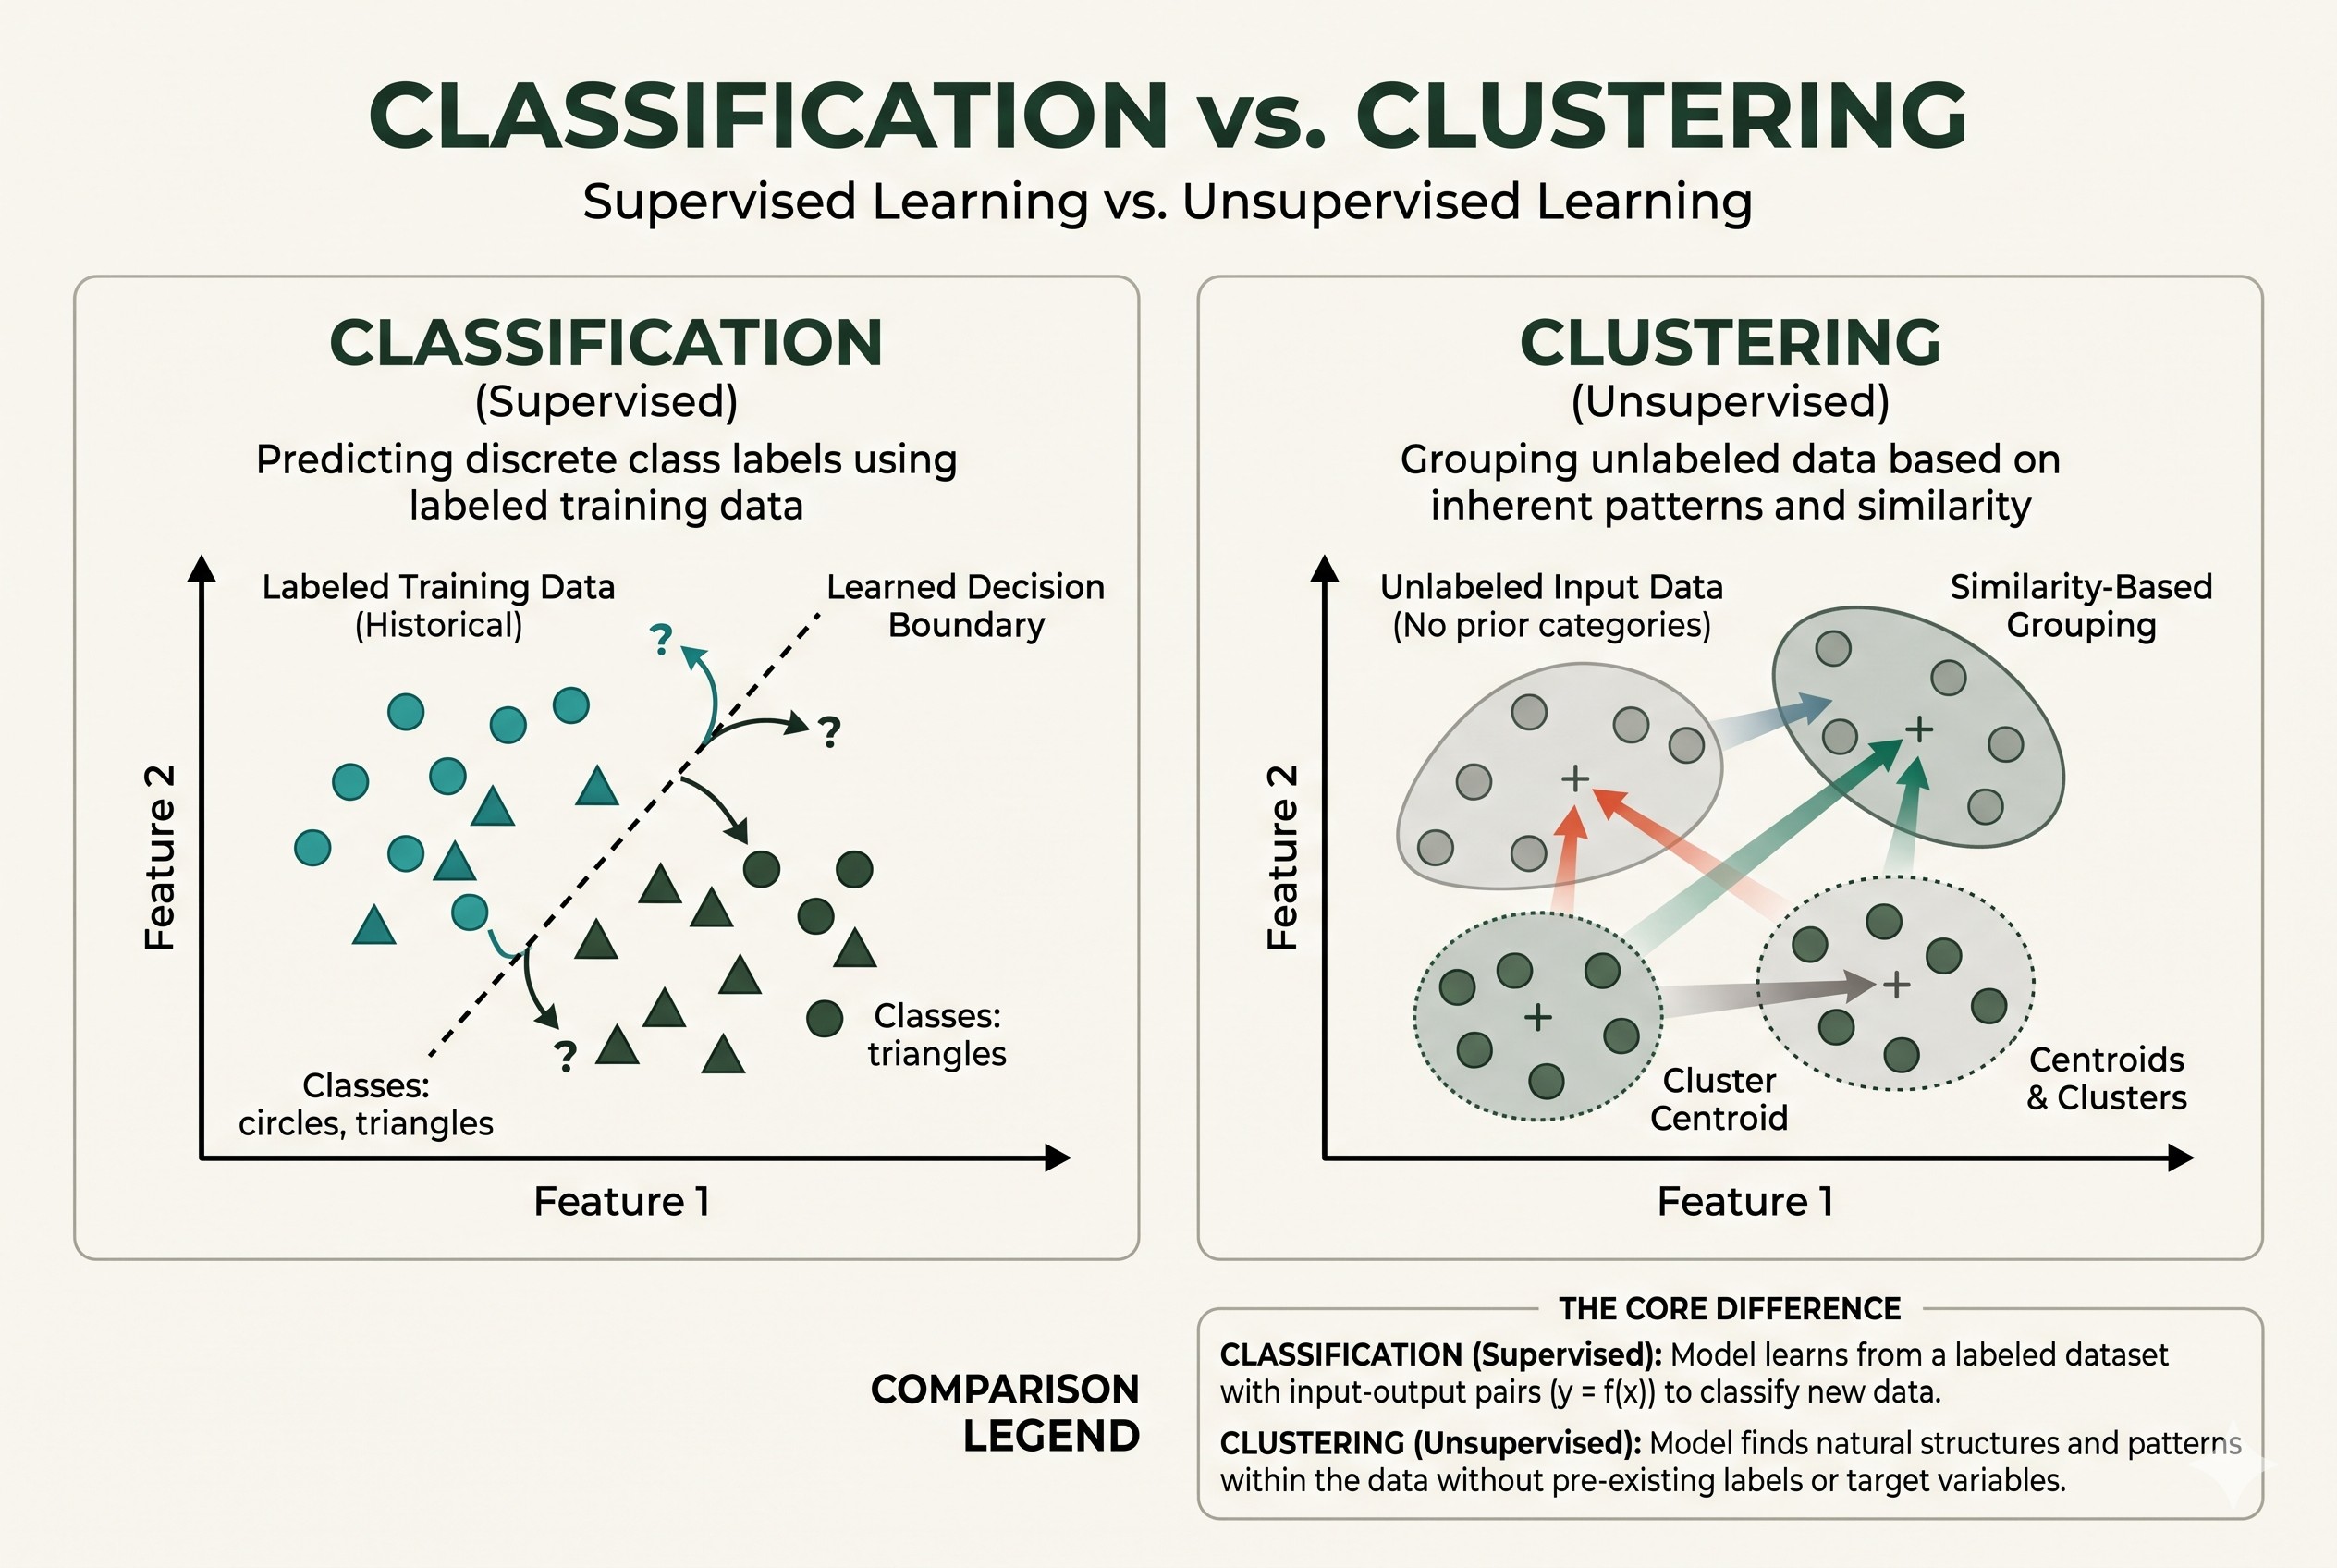 CLASSIFICATION vs. CLUSTERING
Supervised Learning vs. Unsupervised Learning
CLASSIFICATION
(Supervised)
Predicting discrete class labels using
labeled training data
Labeled Training Data
(Historical)
Learned Decision
Boundary
?
?
?
Feature 2
Classes:
triangles
Classes:
circles, triangles
Feature 1
CLUSTERING
(Unsupervised)
Grouping unlabeled data based on
inherent patterns and similarity
Unlabeled Input Data
(No prior categories)
Similarity-Based
Grouping
Feature 2
Cluster
Centroid
Centroids
& Clusters
Feature 1
COMPARISON
LEGEND
THE CORE DIFFERENCE
CLASSIFICATION (Supervised): Model learns from a labeled dataset
with input-output pairs (y = f(x)) to classify new data.
CLUSTERING (Unsupervised): Model finds natural structures and patterns
within the data without pre-existing labels or target variables.